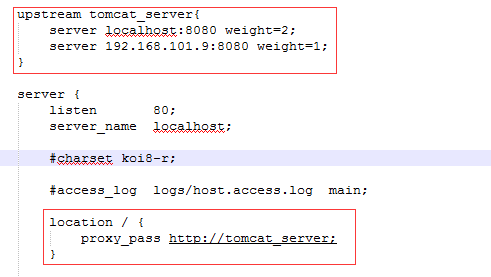 upstream tomcat_server{
server localhost:8080 weight=2;
server 192.168.101.9:8080 weight=1;
}
server {
listen 80;
server_name localhost;
#charset koi8-r;
#access_log logs/host.access.log main;
location / {
proxy_pass http://tomcat_server;
}